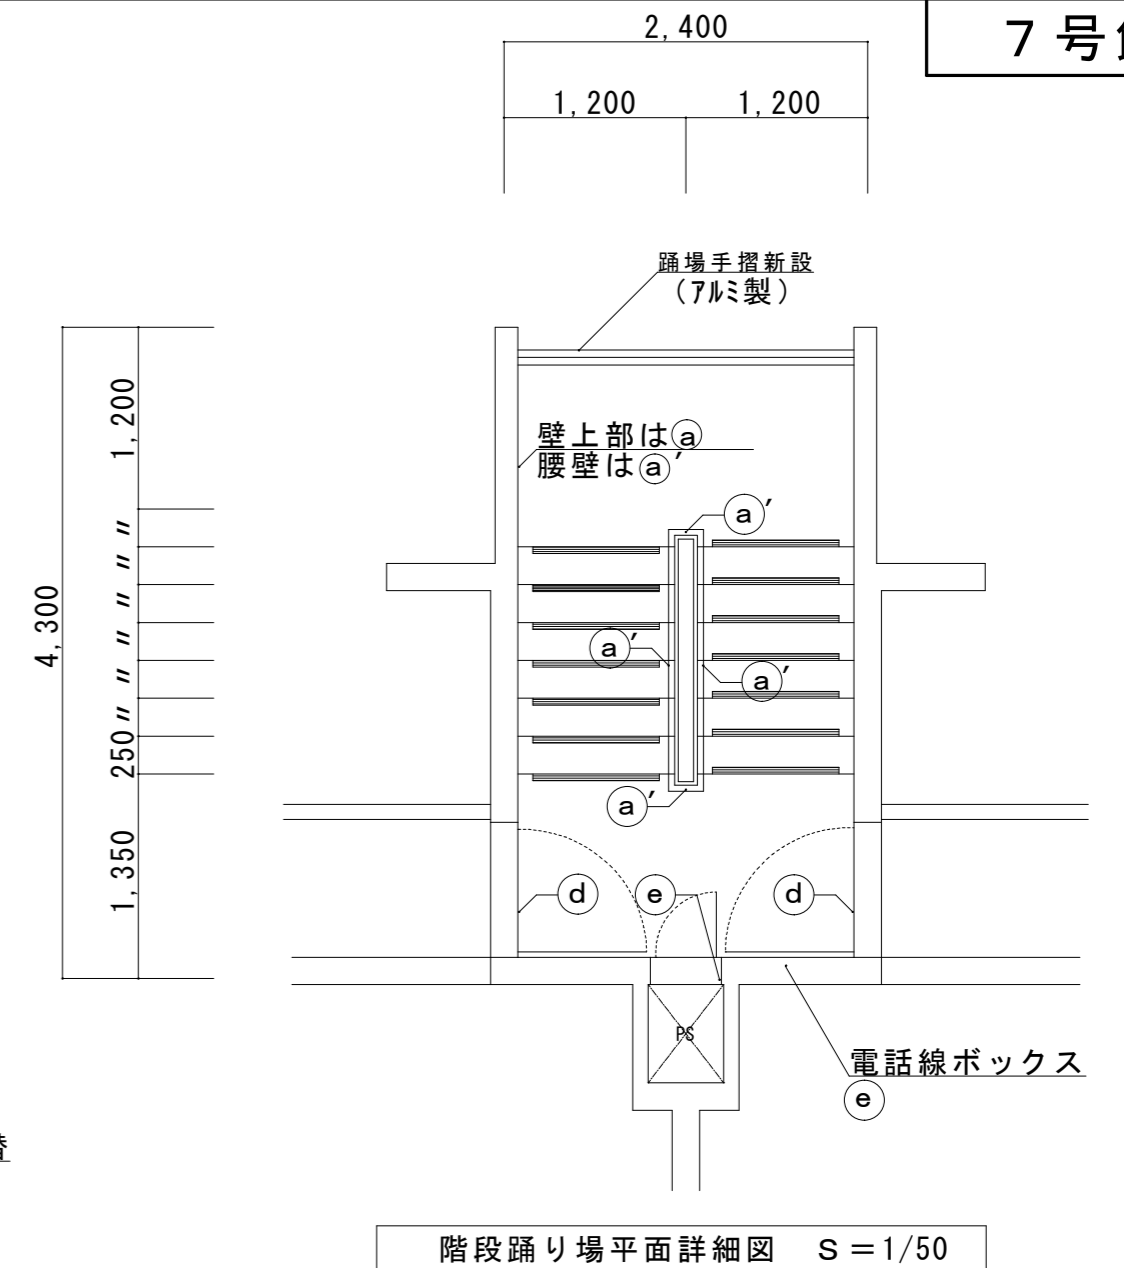 2,400
7号
1,200 1,200
踊場手摺新設
(アルミ製)
1,200
壁上部はⓐ
腰壁はⓐ′
a′
〃
〃
〃
〃
〃
〃
250
4,300
a′
a′
a′
1,350
d
e
d
PS
電話線ボックス
e
階段踊り場平面詳細図 S=1/50